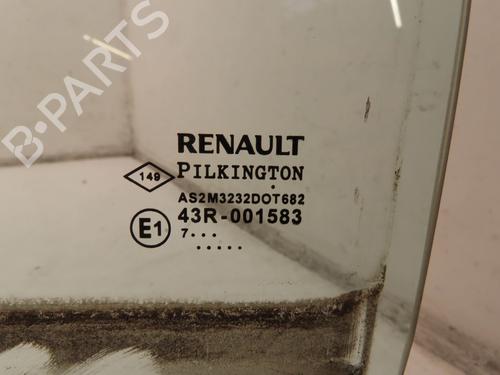 B-PARTS
RENAULT
PILKINGTON
149
AS2M3232DOT682
E1
43R-001583
7...
.....